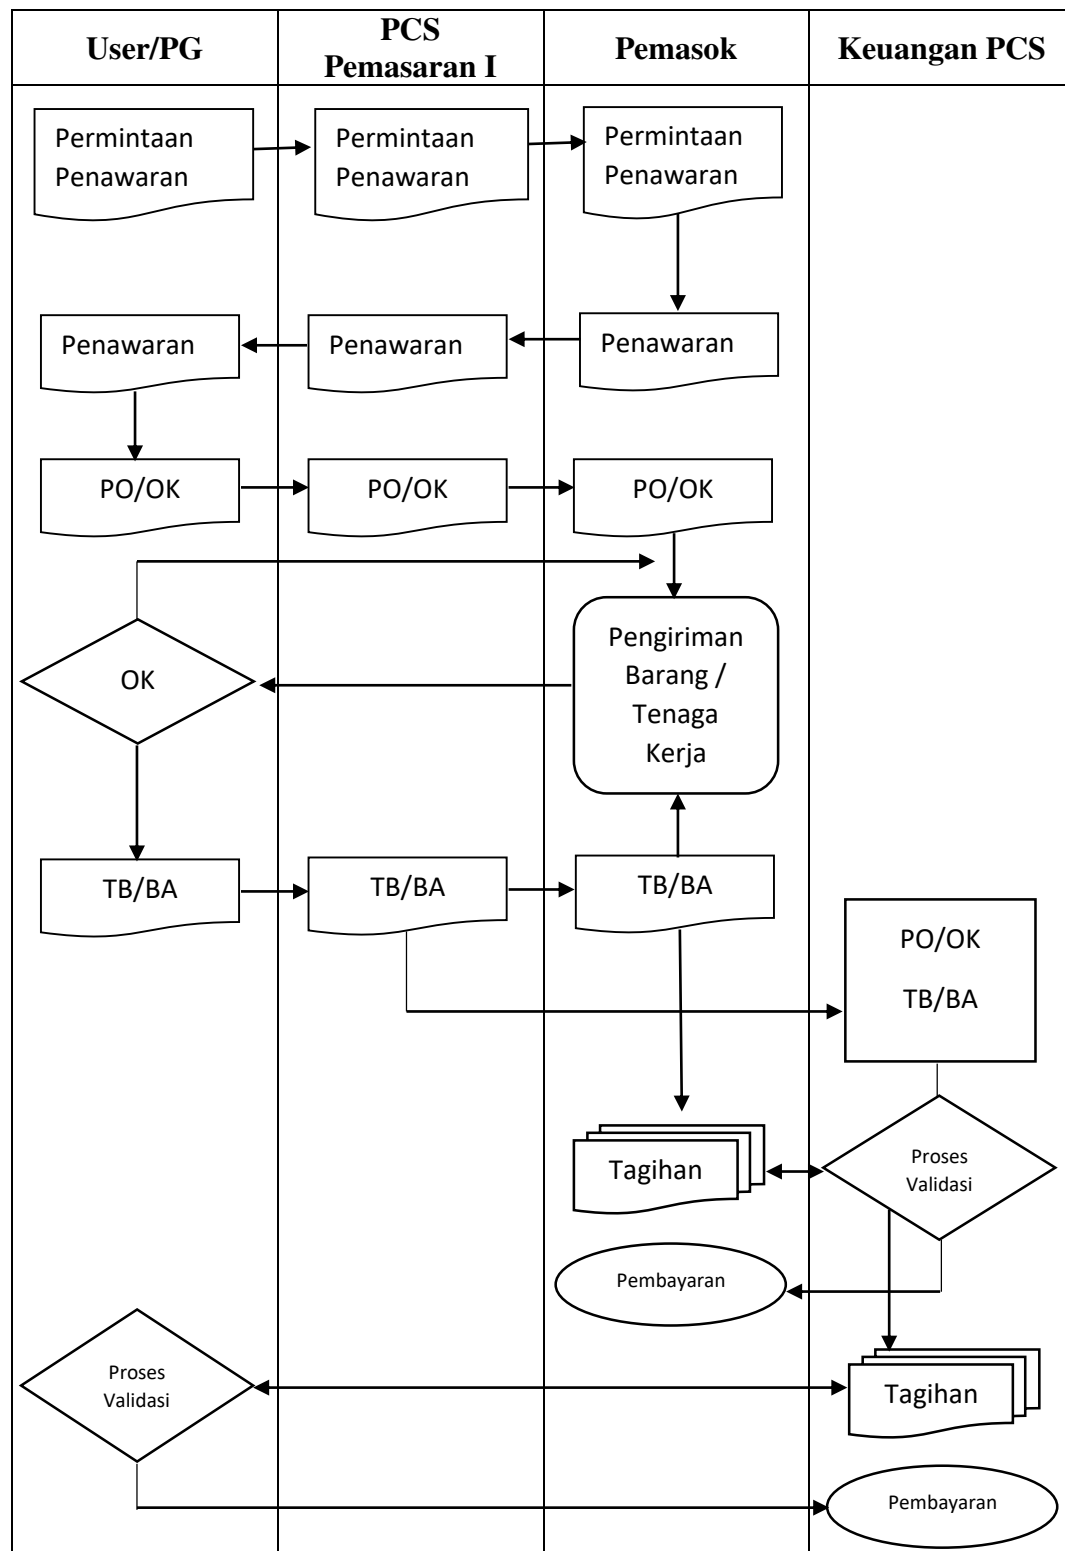 User/PG
PCS
Pemasaran I
Pemasok
Keuangan PCS
Permintaan
Penawaran
Permintaan
Penawaran
Permintaan
Penawaran
Penawaran
Penawaran
Penawaran
PO/OK
PO/OK
PO/OK
OK
Pengiriman
Barang /
Tenaga
Kerja
TB/BA
TB/BA
TB/BA
PO/OK
TB/BA
Tagihan
Proses
Validasi
Pembayaran
Proses
Validasi
Tagihan
Pembayaran